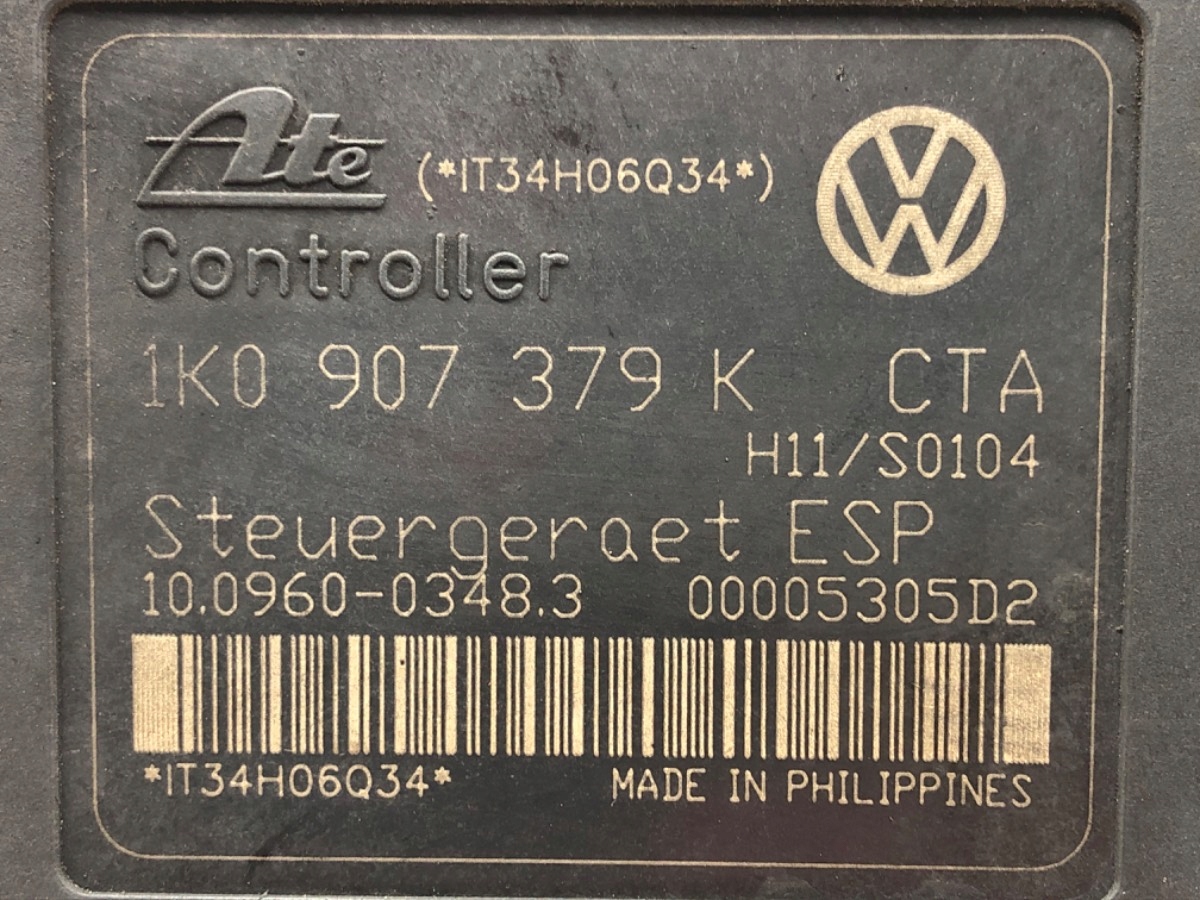 Ate (*IT34H06Q34*)
Controller
1K0 907 379 K CTA
H11/S0104
Steuergeraet ESP
10.0960-0348.3 00005305D2
*IT34H06Q34* MADE IN PHILIPPINES